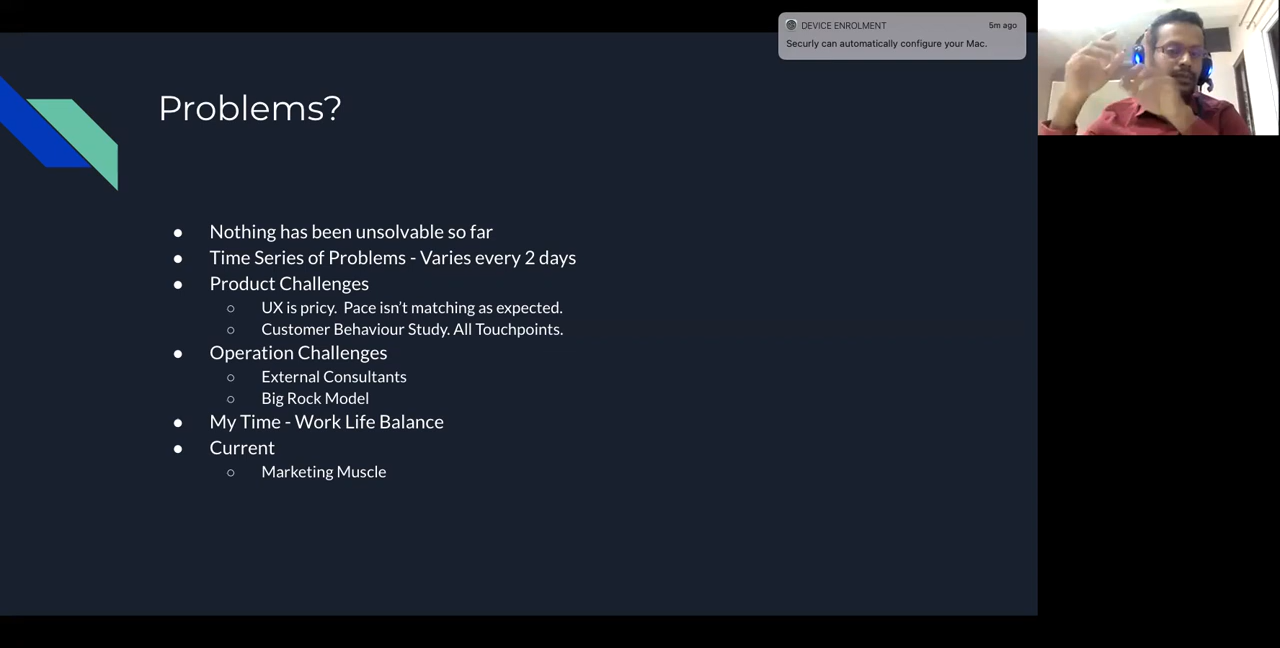 DEVICE ENROLMENT 5m ago
Securly can automatically configure your Mac.
Problems?
● Nothing has been unsolvable so far
● Time Series of Problems - Varies every 2 days
● Product Challenges
○ UX is pricy.  Pace isn’t matching as expected.
○ Customer Behaviour Study. All Touchpoints.
● Operation Challenges
○ External Consultants
○ Big Rock Model
● My Time - Work Life Balance
● Current
○ Marketing Muscle